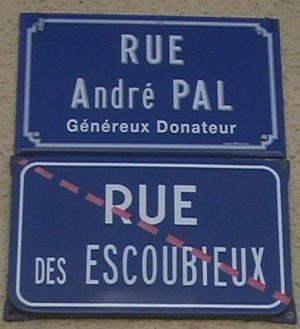 RUE
André PAL
Généreux Donateur
RUE
DES ESCOUBIEUX